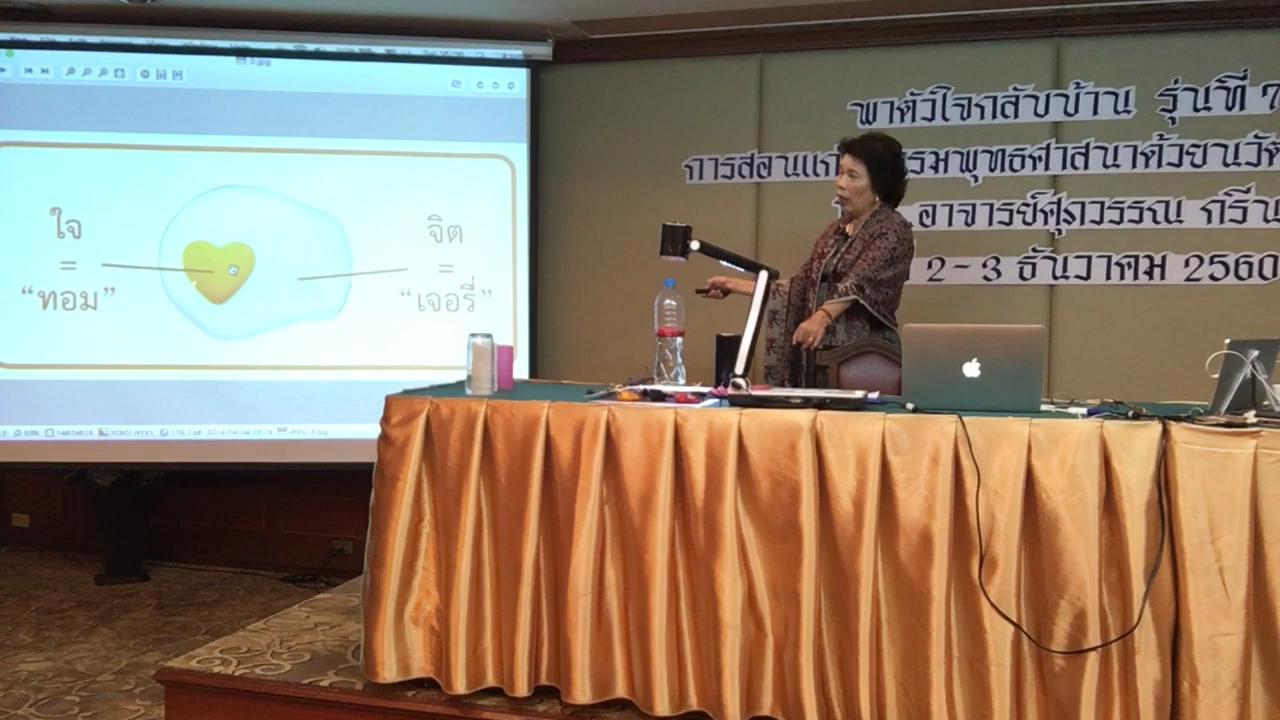 ใจ
=
“ทอม”
จิต
=
“เจอรี่”
พาตัวใจกลับบ้าน รุ่นที่ 7
การสอนแก่ รรมพุทธศาสนาด้วยนวัต
อาจารย์ศุภวรรณ กรีน
2-3 ธันวาคม 2560